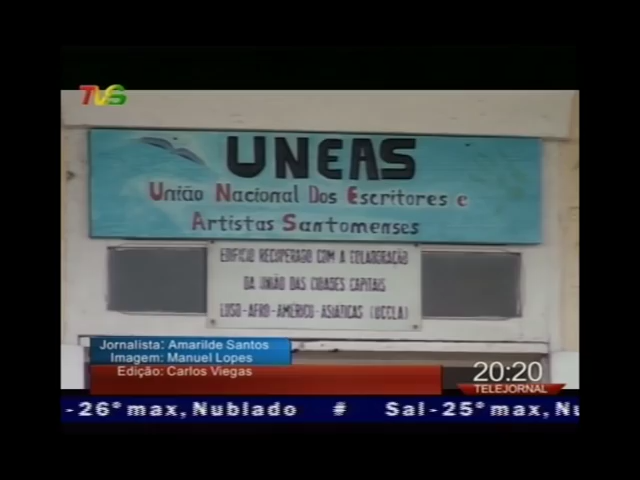 TVS
UNEAS
União Nacional Dos Escritores e
Artistas Santomenses
EDIFICIO RECUPERADO COM A COLABORAÇÃO
DA UNIÃO DAS CIDADES CAPITAIS
LUSO-AFRO-AMÉRICO-ASIÁTICAS (UCCLA)
Jornalista: Amarilde Santos
Imagem: Manuel Lopes
Edição: Carlos Viegas
20:20
TELEJORNAL
-26° max, Nublado # Sal-25° max, Nu